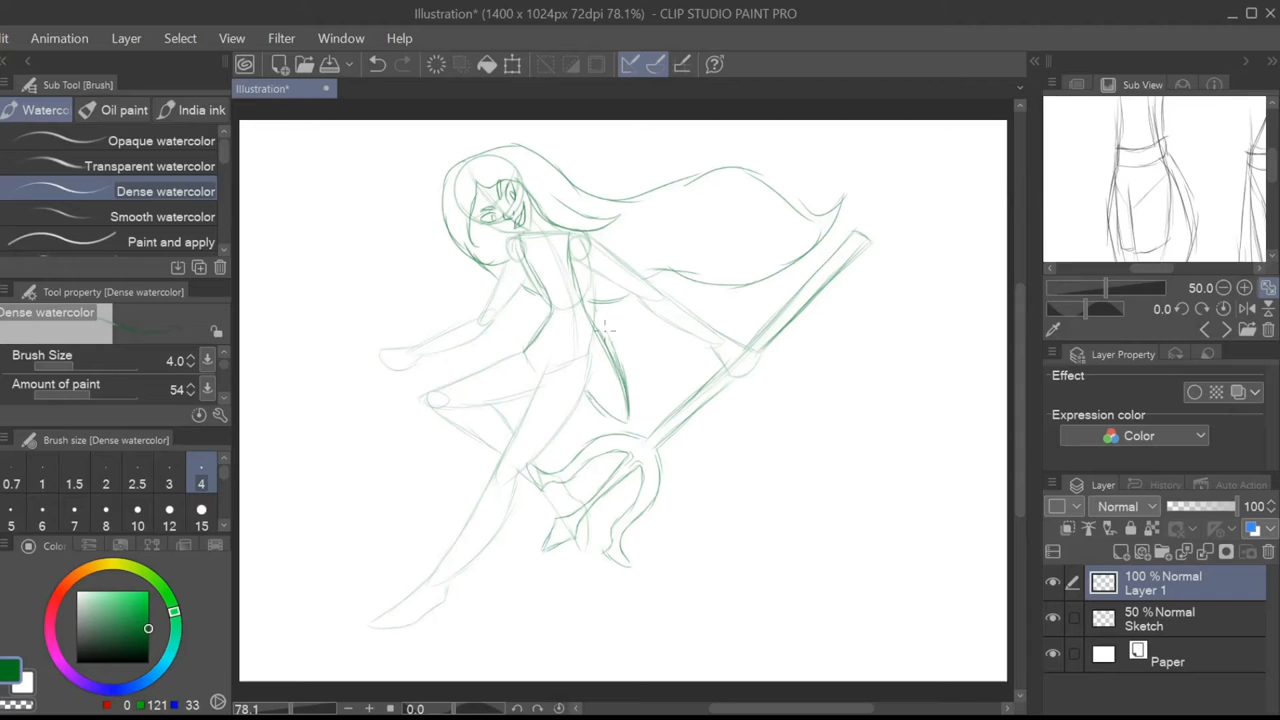 Illustration* (1400 x 1024px 72dpi 78.1%) - CLIP STUDIO PAINT PRO
it Animation Layer Select View Filter Window Help
Sub Tool [Brush]
Illustration*
Sub View
Waterco Oil paint India ink
Opaque watercolor
Transparent watercolor
Dense watercolor
Smooth watercolor
Paint and apply
Tool property [Dense watercolor]
Dense watercolor
Brush Size 4.0
Amount of paint 54
Brush size [Dense watercolor]
0.7 1 1.5 2 2.5 3 4
5 6 7 8 10 12 15
Color
0 121 33
78.1 0.0
50.0
0.0
Layer Property
Effect
Expression color
Color
Layer History Auto Action
Normal 100
100 % Normal
Layer 1
50 % Normal
Sketch
Paper